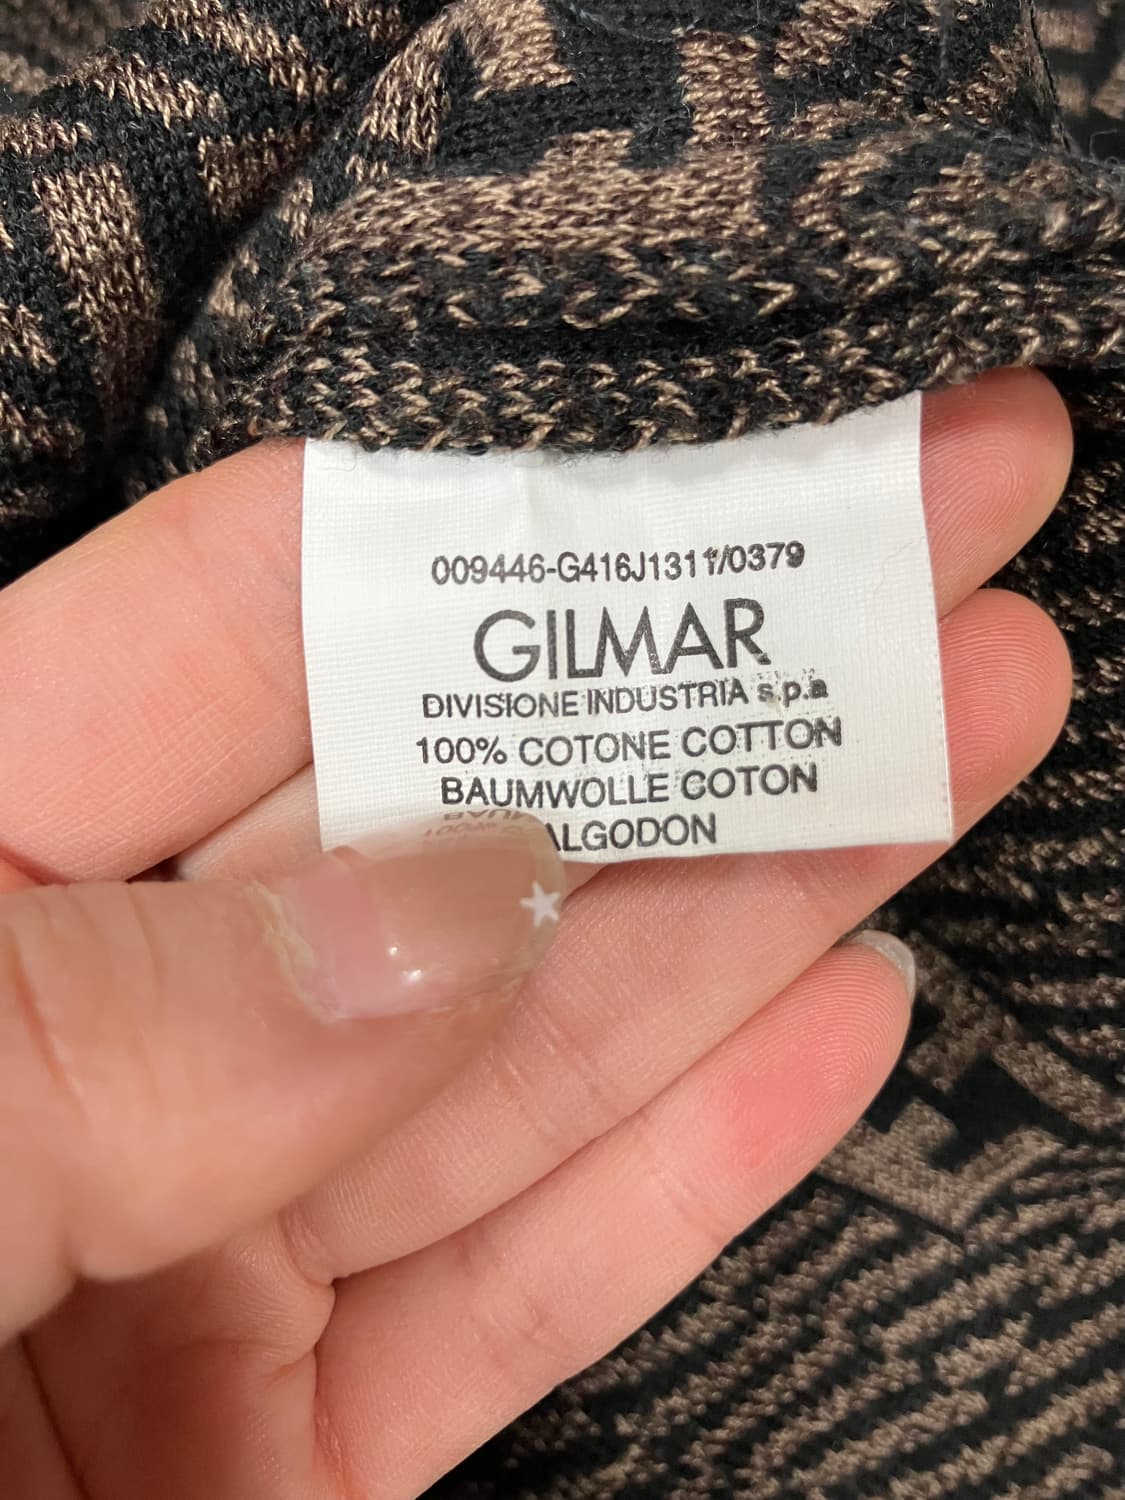 009446-G416J1311/0379
GILMAR
DIVISIONE INDUSTRIA s.p.a
100% COTONE COTTON
BAUMWOLLE COTON
ALGODON